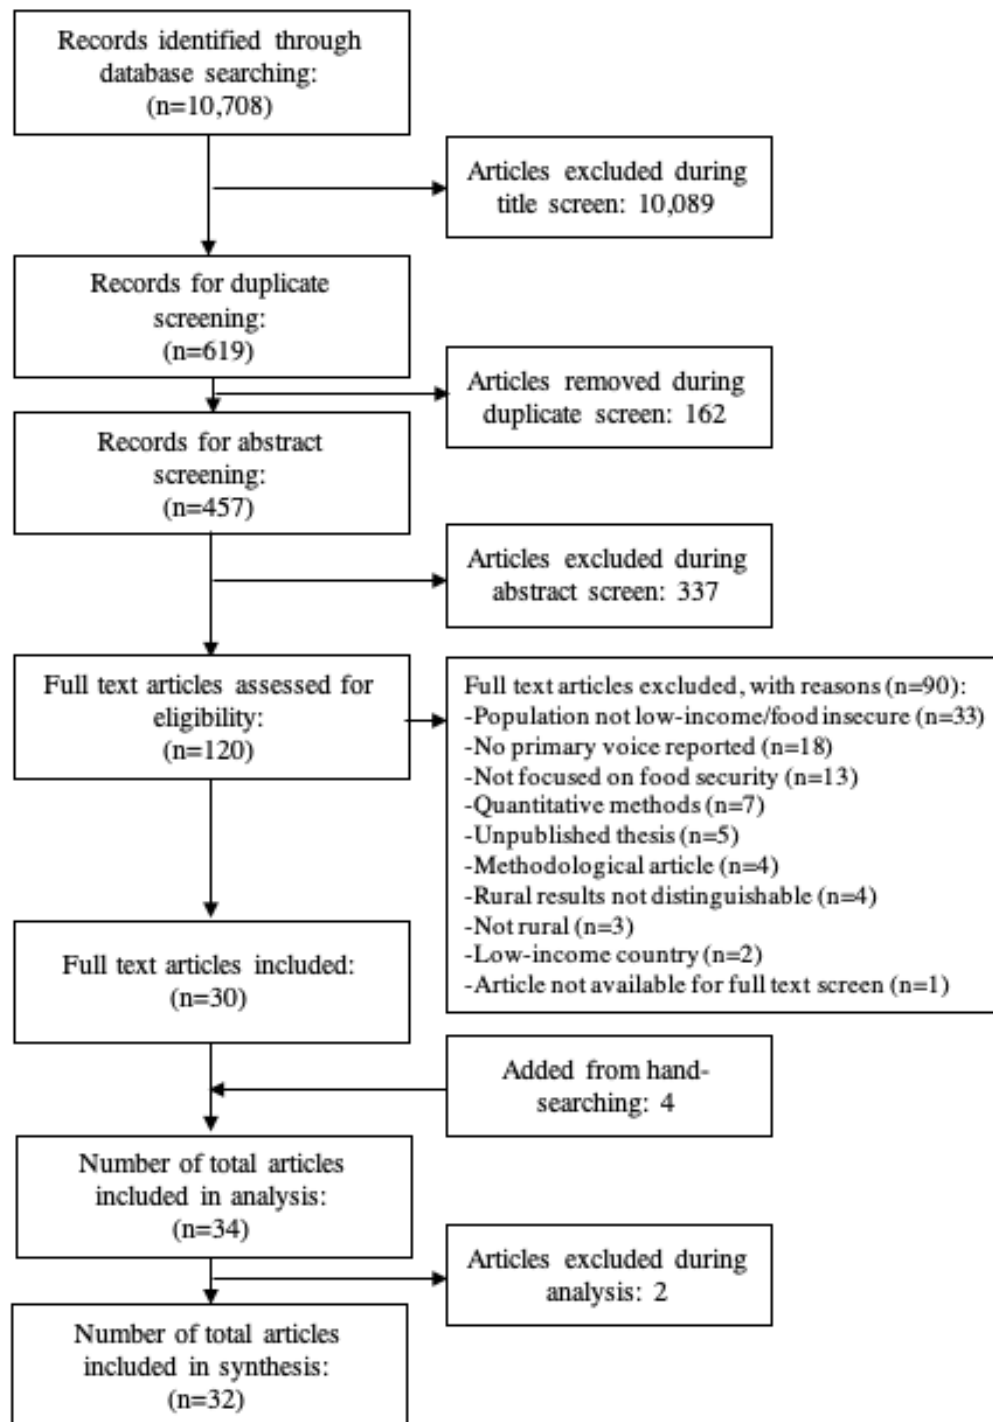 Records identified through
database searching:
(n=10,708)
Articles excluded during
title screen: 10,089
Records for duplicate
screening:
(n=619)
Articles removed during
duplicate screen: 162
Records for abstract
screening:
(n=457)
Articles excluded during
abstract screen: 337
Full text articles assessed for
eligibility:
(n=120)
Full text articles excluded, with reasons (n=90):
-Population not low-income/food insecure (n=33)
-No primary voice reported (n=18)
-Not focused on food security (n=13)
-Quantitative methods (n=7)
-Unpublished thesis (n=5)
-Methodological article (n=4)
-Rural results not distinguishable (n=4)
-Not rural (n=3)
-Low-income country (n=2)
-Article not available for full text screen (n=1)
Full text articles included:
(n=30)
Added from hand-
searching: 4
Number of total articles
included in analysis:
(n=34)
Articles excluded during
analysis: 2
Number of total articles
included in synthesis:
(n=32)